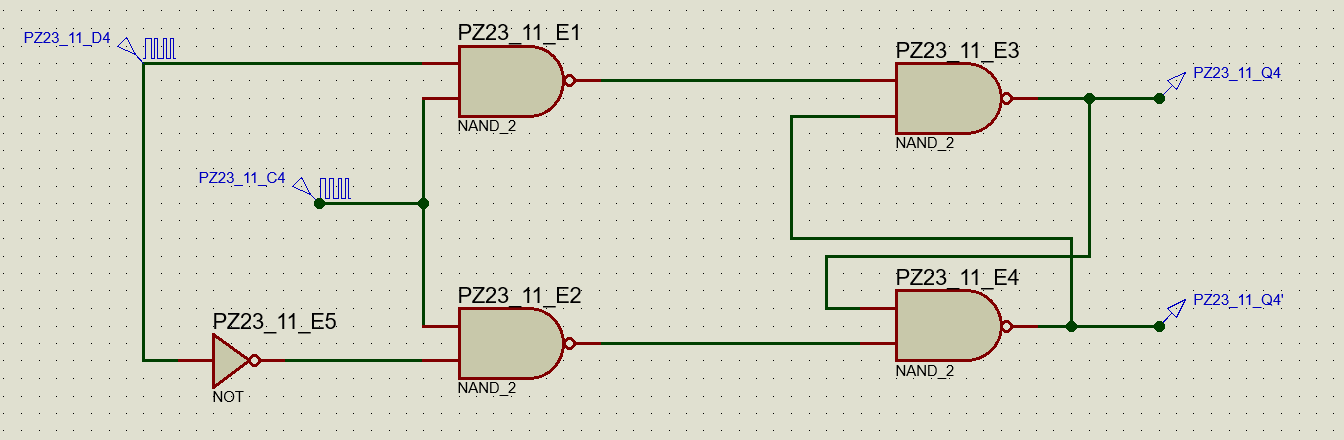 PZ23_11_D4
PZ23_11_E1
NAND_2
PZ23_11_E3
NAND_2
PZ23_11_Q4
PZ23_11_C4
PZ23_11_E2
NAND_2
PZ23_11_E4
NAND_2
PZ23_11_Q4'
PZ23_11_E5
NOT